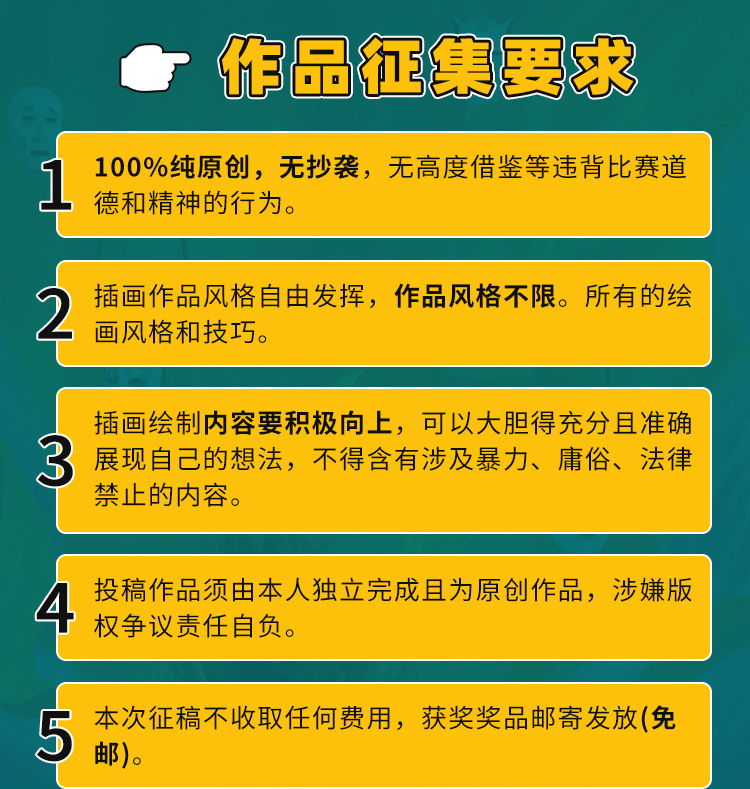 作品征集要求
1
100%纯原创，无抄袭，无高度借鉴等违背比赛道
德和精神的行为。
2
插画作品风格自由发挥，作品风格不限。所有的绘
画风格和技巧。
3
插画绘制内容要积极向上，可以大胆得充分且准确
展现自己的想法，不得含有涉及暴力、庸俗、法律
禁止的内容。
4
投稿作品须由本人独立完成且为原创作品，涉嫌版
权争议责任自负。
5
本次征稿不收取任何费用，获奖奖品邮寄发放(免
邮)。